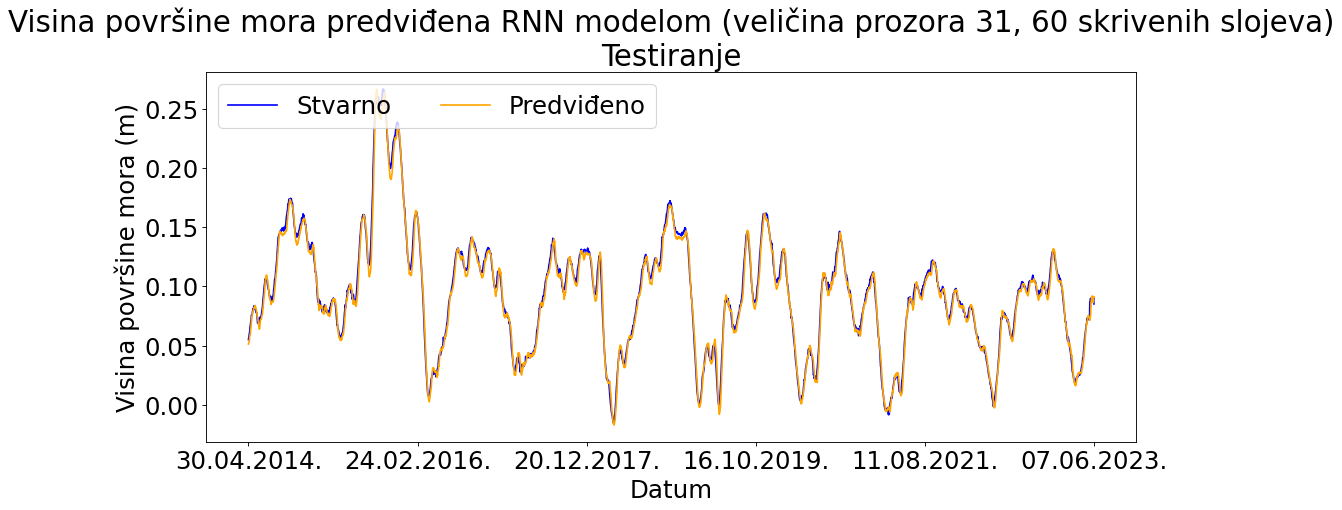 Visina površine mora predviđena RNN modelom (veličina prozora 31, 60 skrivenih slojeva)
Testiranje
Stvarno
Predviđeno
Visina površine mora (m)
0.25
0.20
0.15
0.10
0.05
0.00
30.04.2014.
24.02.2016.
20.12.2017.
16.10.2019.
11.08.2021.
07.06.2023.
Datum